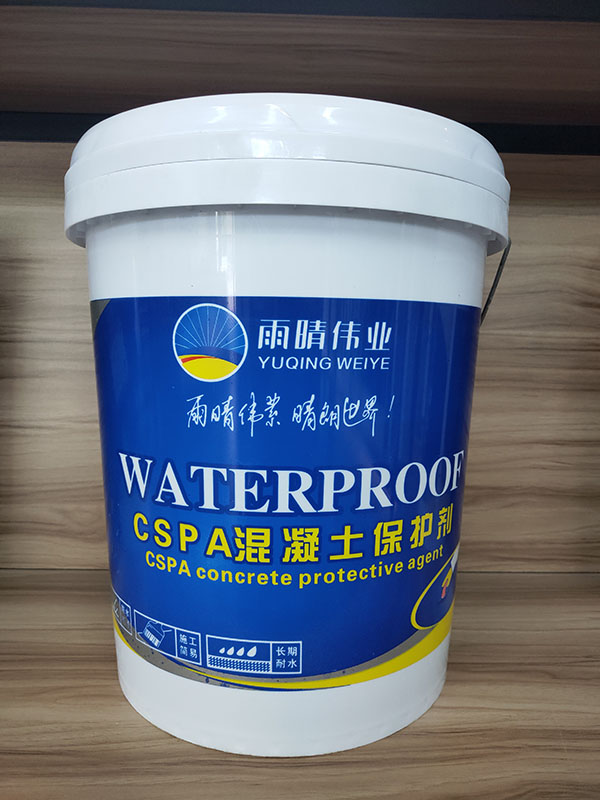 雨晴伟业
YUQING WEIYE
雨晴伟業 晴朗世界!
WATERPROOF
CSPA混凝土保护剂
CSPA concrete protective agent
施工
简易
长期
耐水